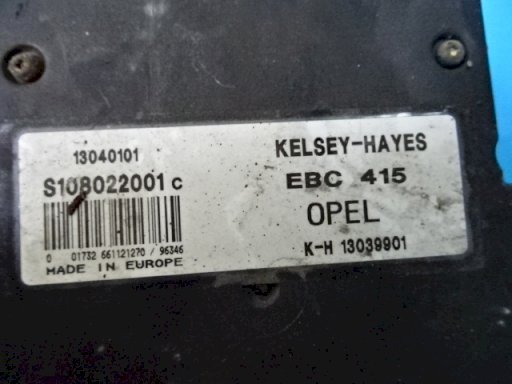 13040101
S108022001 C
0 01732 661121270 / 96346
MADE IN EUROPE
KELSEY-HAYES
EBC 415
OPEL
K-H 13039901